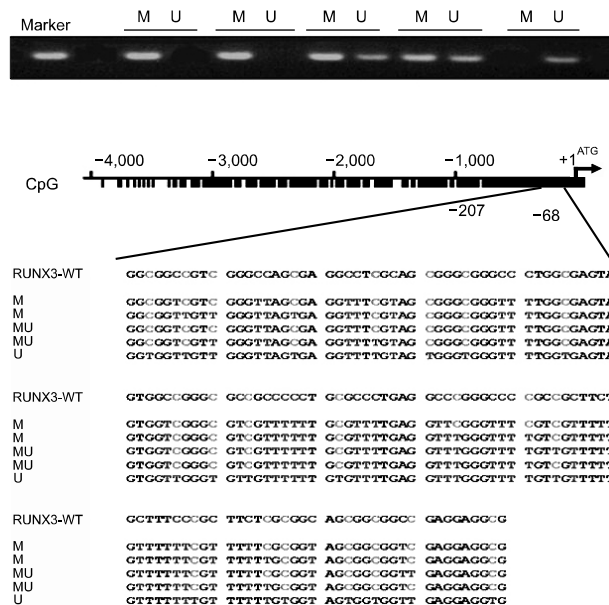 Marker M U M U M U M U M U
−4,000 −3,000 −2,000 −1,000 +1 ATG
CpG
−207 −68
RUNX3-WT GGCGGCCGTC GGGCCAGCGA GGCCTCGCAG CGGGCGGGCC CTGGCGAGTA
M GGCGGTCGTC GGGTTAGCGA GGTTTCGTAG CGGGCGGGTT TTGGCGAGTA
M GGCGGTTGTT GGGTTAGTGA GGTTTTGTAG CGGGCGGGTT TTGGCGAGTA
MU GGCGGTCGTC GGGTTAGCGA GGTTTCGTAG CGGGCGGGTT TTGGCGAGTA
MU GGCGGTCGTC GGGTTAGCGA GGTTTTGTAG CGGGCGGGTT TTGGCGAGTA
U GGTGGTTGTT GGGTTAGTGA GGTTTTGTAG TGGGTGGGTT TTGGTGAGTA
RUNX3-WT GTGGCCGGGC GCCGCCCCCT GCGCCCTGAG GCCCGGGCCC CGCCGCTTCT
M GTGGTCGGGC GTCGTTTTTT GCGTTTTGAG GTTCGGGTTT CGTCGTTTTT
M GTGGTCGGGC GTCGTTTTTT GCGTTTTGAG GTTTGGGTTT TGTTGTTTTT
MU GTGGTCGGGC GTCGTTTTTT GCGTTTTGAG GTTTGGGTTT TGTCGTTTTT
MU GTGGTCGGGC GTCGTTTTTT GCGTTTTGAG GTTTGGGTTT TGTCGTTTTT
U GTGGTTGGGT GTTGTTTTTT GTGTTTTGAG GTTTGGGTTT TGTTGTTTTT
RUNX3-WT GCTTTCCCGC TTCTCGCGGC AGCGGCGGCC GAGGAGGCG
M GTTTTTTCGT TTTTCGCGGT AGCGGCGGTC GAGGAGGCG
M GTTTTTTCGT TTTTTGCGGT AGCGGCGGTC GAGGAGGCG
MU GTTTTTTCGT TTTTCGCGGT AGCGGCGGTT GAGGAGGCG
MU GTTTTTTCGT TTTTTGCGGT AGCGGCGGTC GAGGAGGCG
U GTTTTTTTGT TTTTTGTGGT AGTGGTGGTT GAGGAGGTG